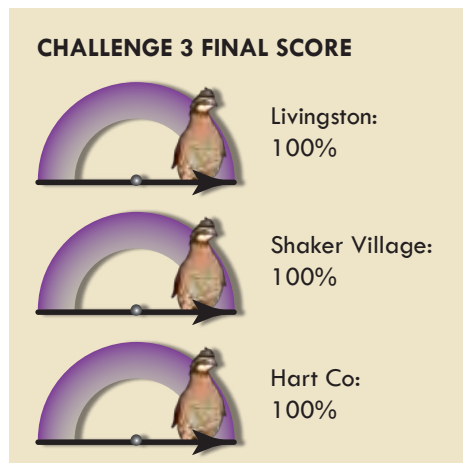 CHALLENGE 3 FINAL SCORE
Livingston:
100%
Shaker Village:
100%
Hart Co:
100%